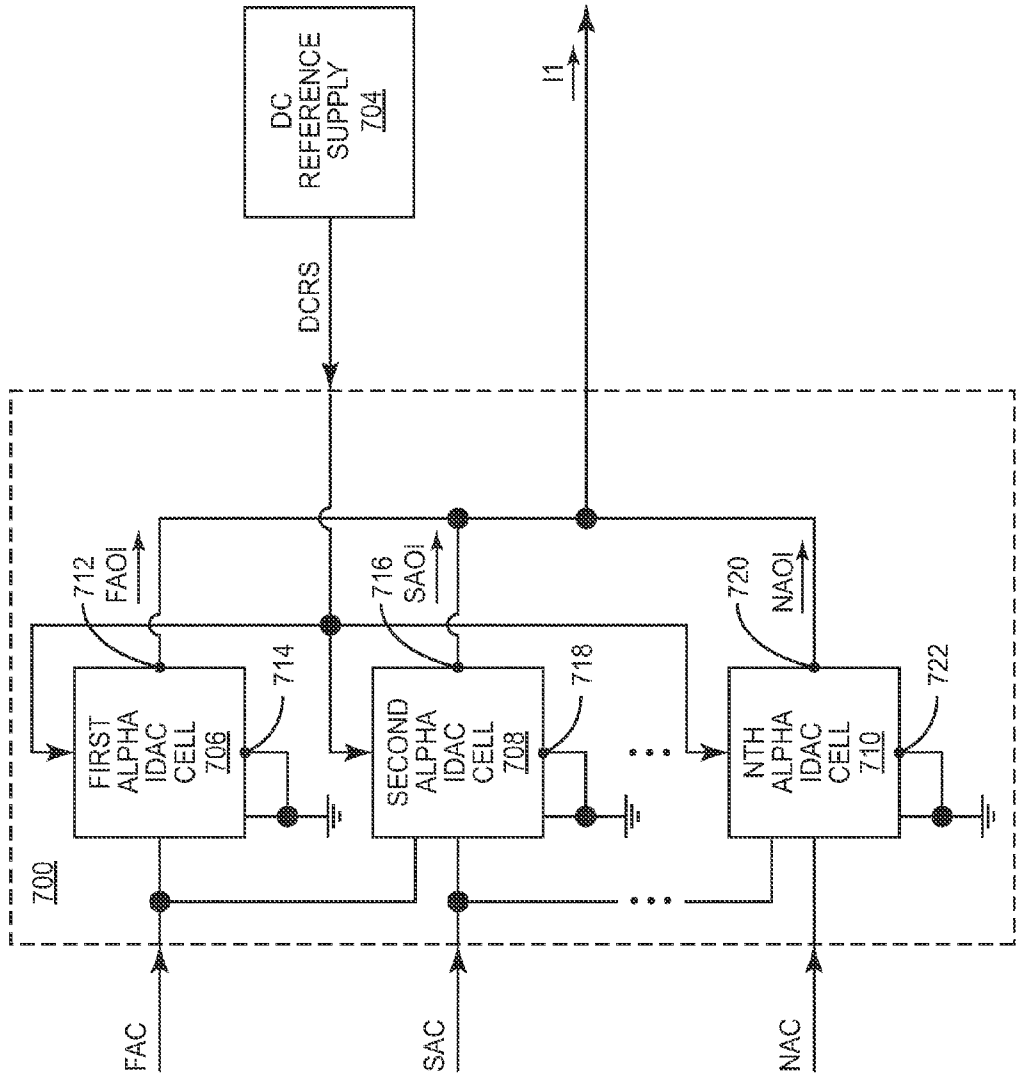 DC
REFERENCE
SUPPLY
704
DCRS
I1
700
FIRST
ALPHA
IDAC
CELL
706
712
FAOI
714
SECOND
ALPHA
IDAC
CELL
708
716
SAOI
718
NTH
ALPHA
IDAC
CELL
710
720
NAOI
722
FAC
SAC
NAC